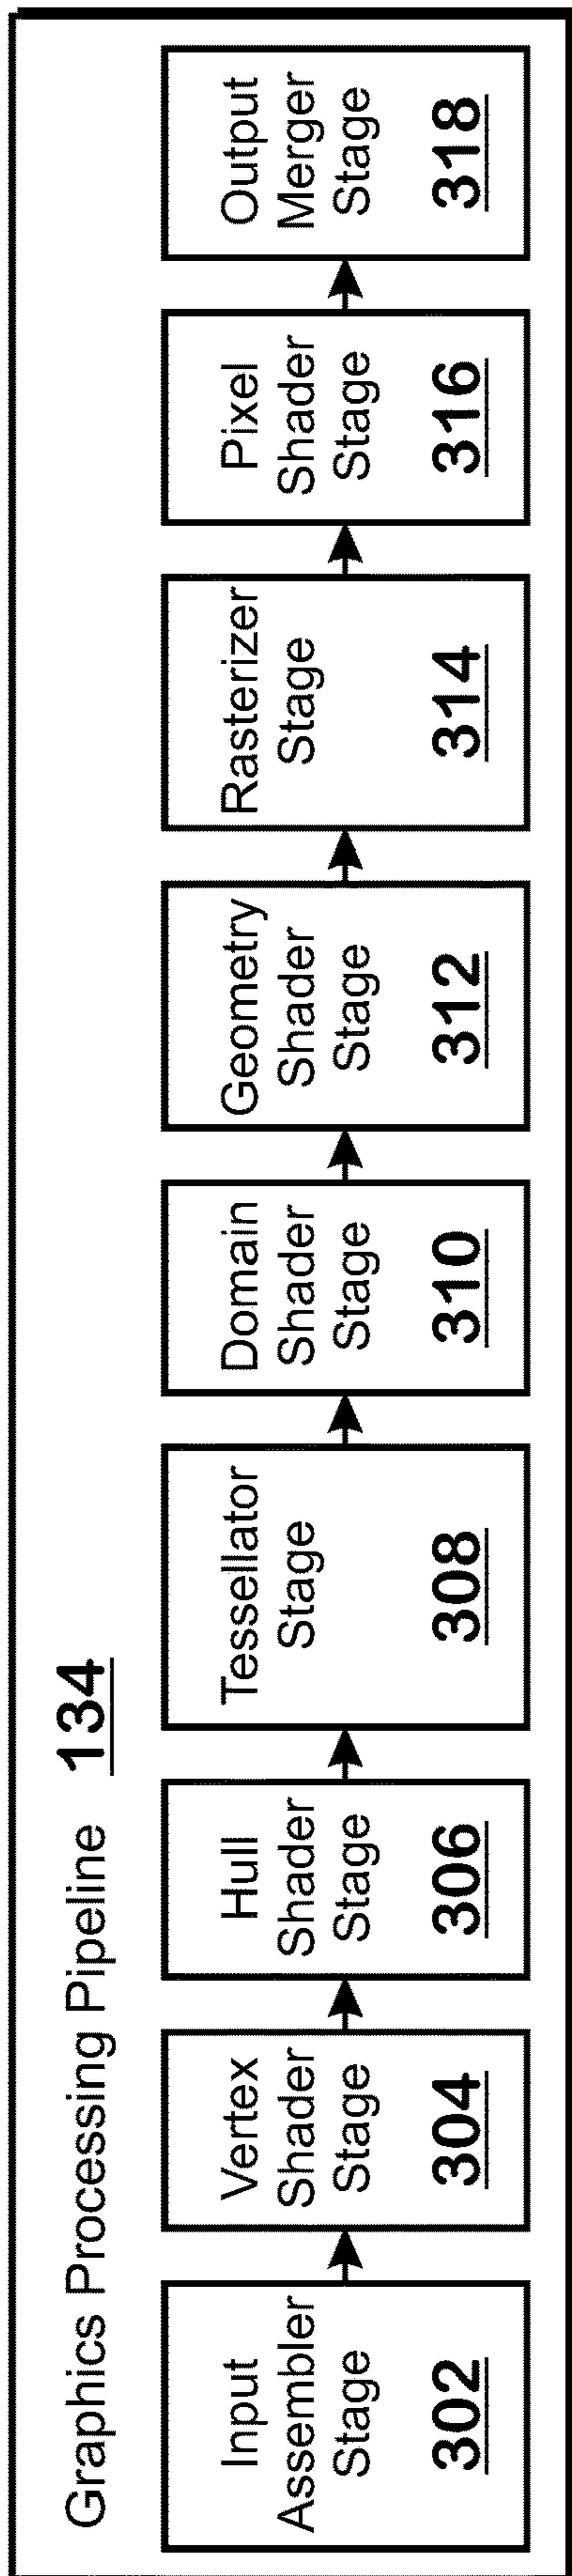 Graphics Processing Pipeline 134
Input
Assembler
Stage
302
Vertex
Shader
Stage
304
Hull
Shader
Stage
306
Tessellator
Stage
308
Domain
Shader
Stage
310
Geometry
Shader
Stage
312
Rasterizer
Stage
314
Pixel
Shader
Stage
316
Output
Merger
Stage
318